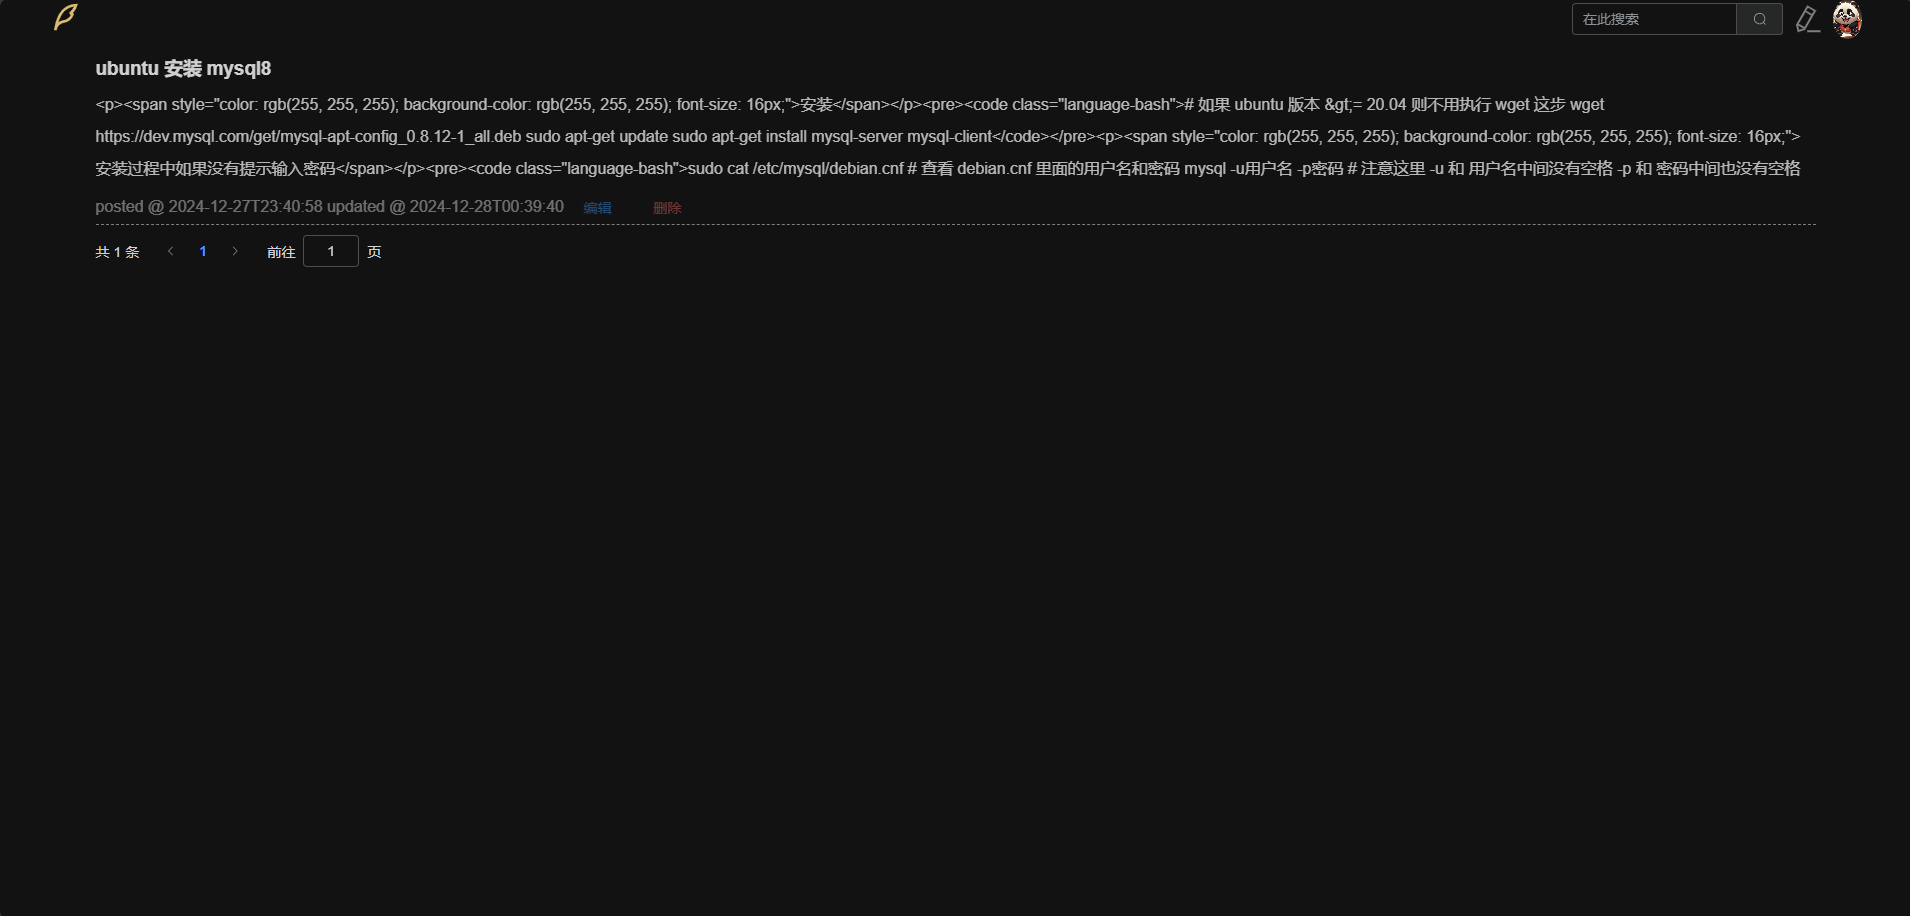 在此搜索
ubuntu 安装 mysql8
<p><span style="color: rgb(255, 255, 255); background-color: rgb(255, 255, 255); font-size: 16px;">安装</span></p><pre><code class="language-bash"># 如果 ubuntu 版本 &gt;= 20.04 则不用执行 wget 这步 wget
https://dev.mysql.com/get/mysql-apt-config_0.8.12-1_all.deb sudo apt-get update sudo apt-get install mysql-server mysql-client</code></pre><p><span style="color: rgb(255, 255, 255); background-color: rgb(255, 255, 255); font-size: 16px;">
安装过程中如果没有提示输入密码</span></p><pre><code class="language-bash">sudo cat /etc/mysql/debian.cnf # 查看 debian.cnf 里面的用户名和密码 mysql -u用户名 -p密码 # 注意这里 -u 和 用户名中间没有空格 -p 和 密码中间也没有空格
posted @ 2024-12-27T23:40:58 updated @ 2024-12-28T00:39:40 编辑 删除
共 1 条 1 前往 1 页